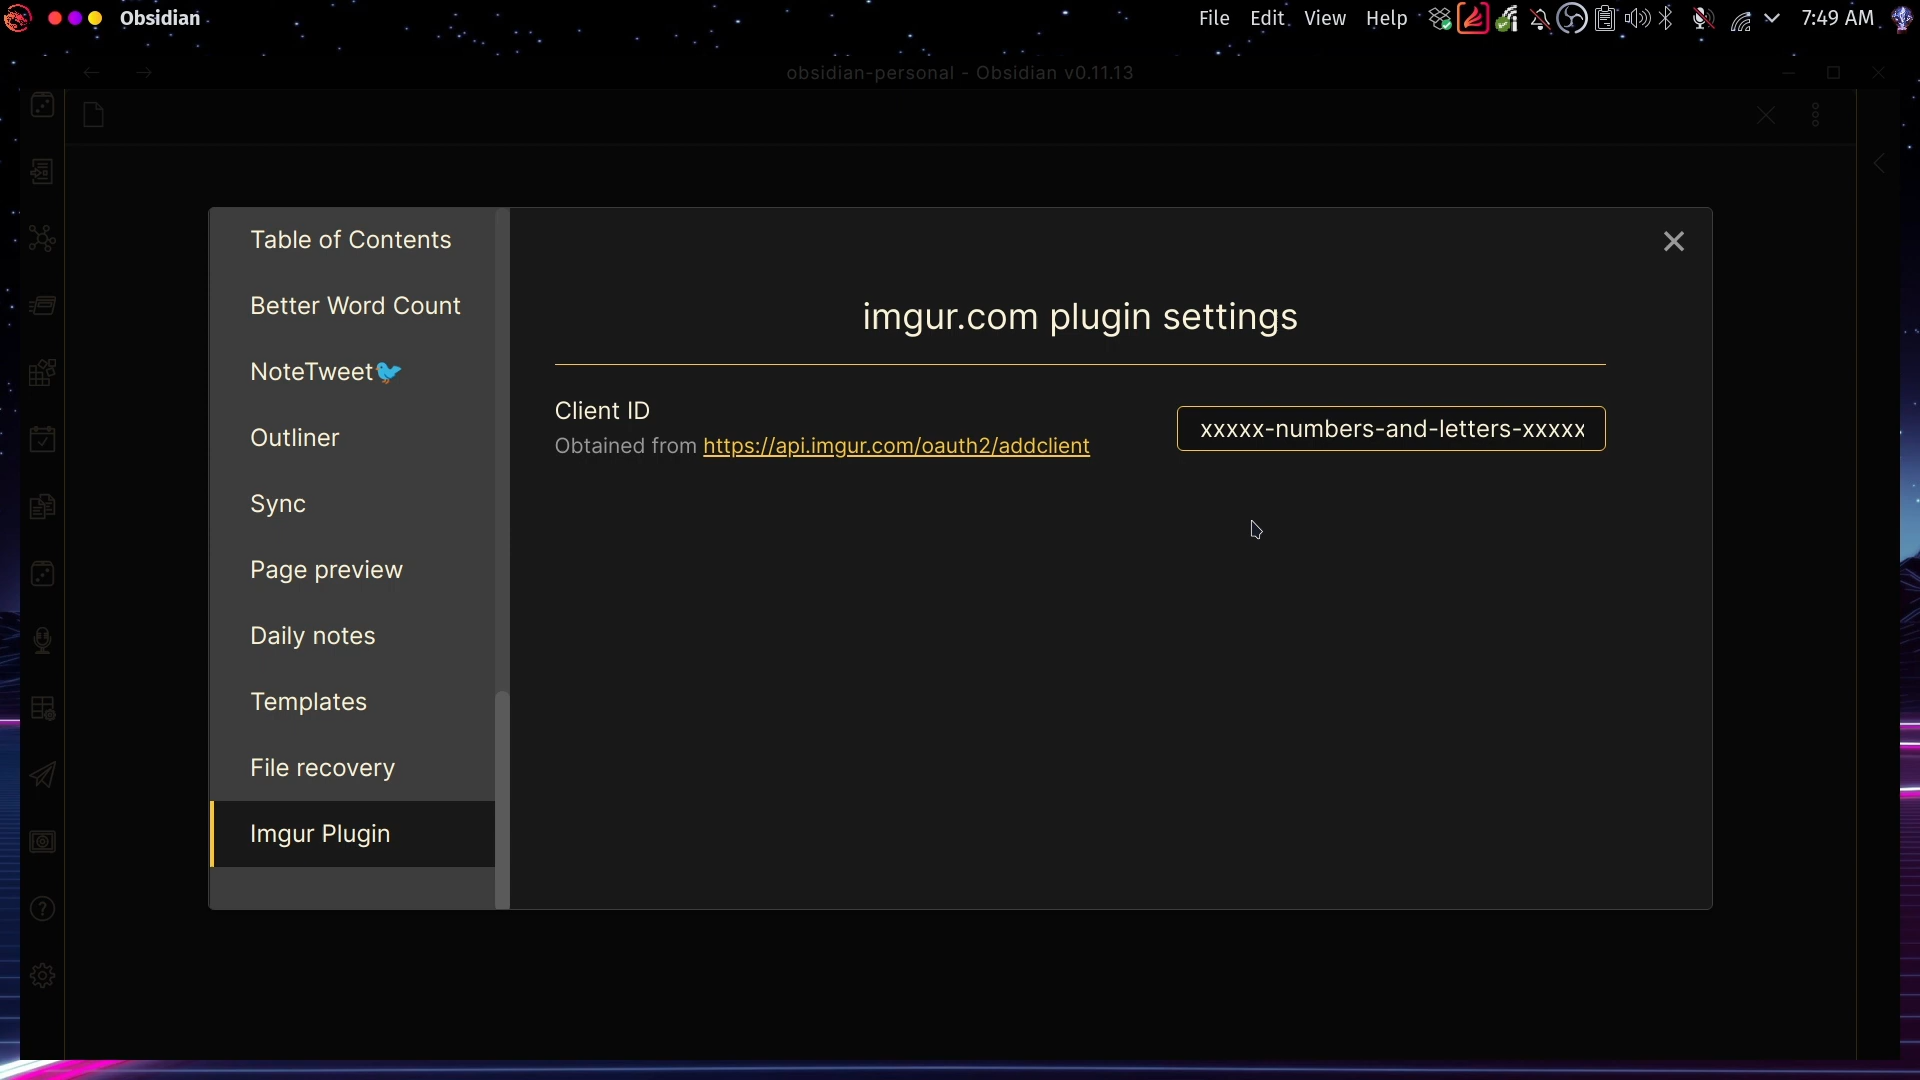 Obsidian
File Edit View Help
7:49 AM
obsidian-personal - Obsidian v0.11.13
Table of Contents
Better Word Count
NoteTweet🐦
Outliner
Sync
Page preview
Daily notes
Templates
File recovery
Imgur Plugin
imgur.com plugin settings
Client ID
Obtained from https://api.imgur.com/oauth2/addclient
xxxxx-numbers-and-letters-xxxxx